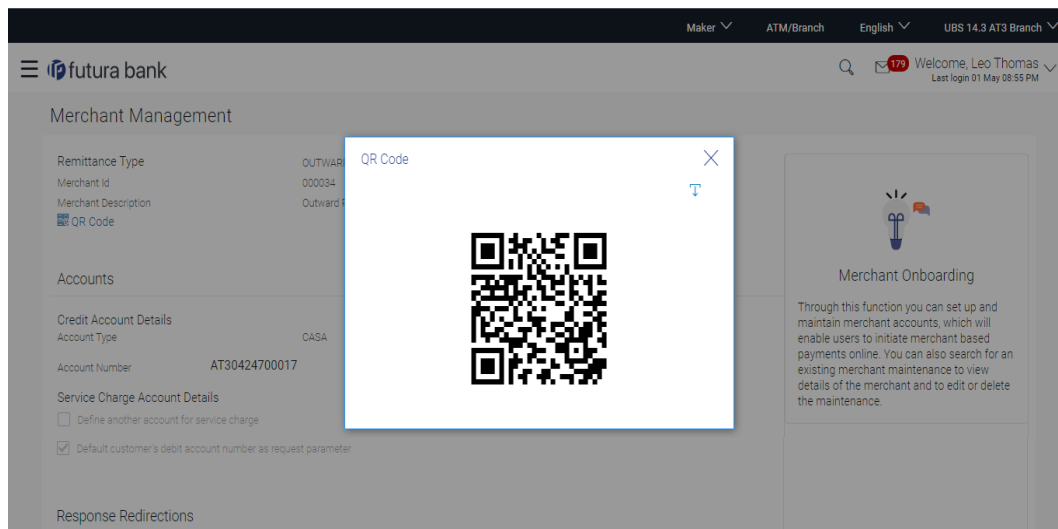 Maker
ATM/Branch
English
UBS 14.3 AT3 Branch
futura bank
179
Welcome, Leo Thomas
Last login 01 May 08:55 PM
Merchant Management
Remittance Type
OUTWAR
Merchant Id
000034
Merchant Description
Outward
QR Code
Accounts
Credit Account Details
Account Type
CASA
Account Number
AT30424700017
Service Charge Account Details
Define another account for service charge
Default customer's debit account number as request parameter
Response Redirections
QR Code
Merchant Onboarding
Through this function you can set up and
maintain merchant accounts, which will
enable users to initiate merchant based
payments online. You can also search for an
existing merchant maintenance to view
details of the merchant and to edit or delete
the maintenance.